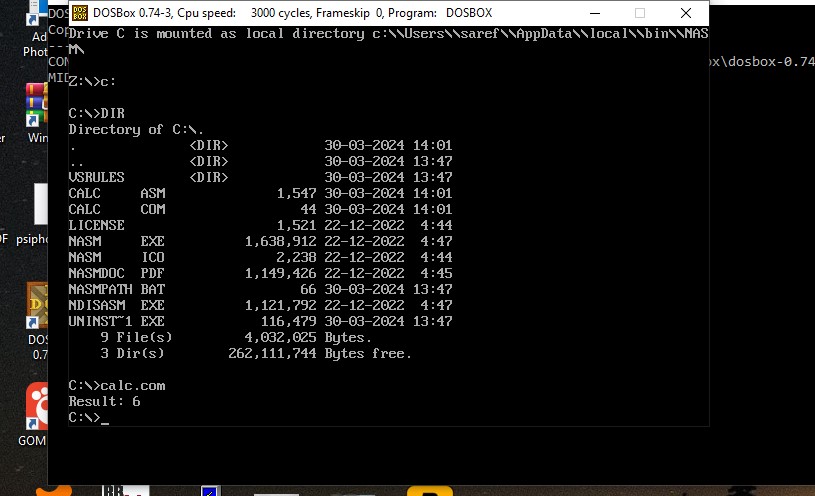 DOSBox 0.74-3, Cpu speed: 3000 cycles, Frameskip 0, Program: DOSBOX
Drive C is mounted as local directory c:\\Users\\saref\\AppData\\local\\bin\\NAS
M\
Z:\>c:
C:\>DIR
Directory of C:\.
. <DIR> 30-03-2024 14:01
.. <DIR> 30-03-2024 13:47
VSRULES <DIR> 30-03-2024 13:47
CALC ASM 1,547 30-03-2024 14:01
CALC COM 44 30-03-2024 14:01
LICENSE 1,521 22-12-2022 4:44
NASM EXE 1,638,912 22-12-2022 4:47
NASM ICO 2,238 22-12-2022 4:44
NASMDOC PDF 1,149,426 22-12-2022 4:45
NASMPATH BAT 66 30-03-2024 13:47
NDISASM EXE 1,121,792 22-12-2022 4:47
UNINST~1 EXE 116,479 30-03-2024 13:47
9 File(s) 4,032,025 Bytes.
3 Dir(s) 262,111,744 Bytes free.
C:\>calc.com
Result: 6
C:\>_
DOS
Cop
---
CON
MID
ox\dosbox-0.74
Ad
Phot
Win
er
psipho
DF
DOS
0.7
GOM